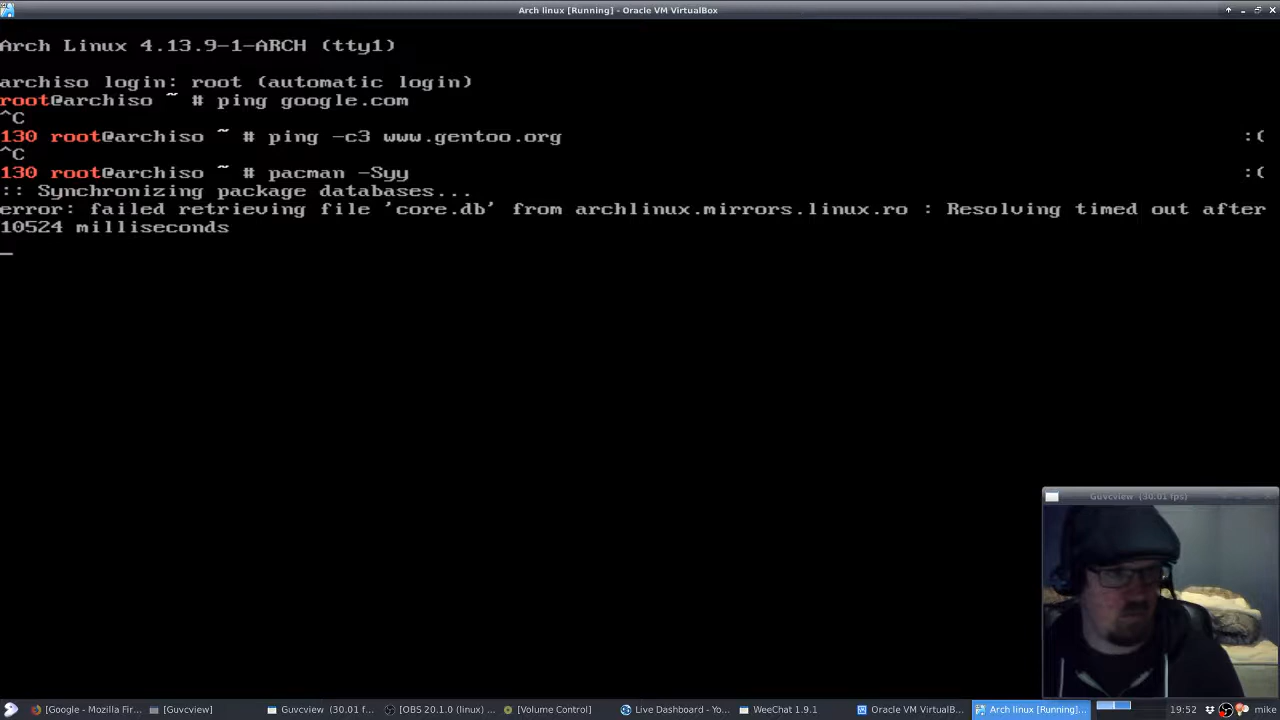 Arch linux [Running] - Oracle VM VirtualBox
Arch Linux 4.13.9-1-ARCH (tty1)
archiso login: root (automatic login)
root@archiso ~ # ping google.com
^C
130 root@archiso ~ # ping -c3 www.gentoo.org :(
^C
130 root@archiso ~ # pacman -Syy :(
:: Synchronizing package databases...
error: failed retrieving file 'core.db' from archlinux.mirrors.linux.ro : Resolving timed out after
10524 milliseconds
Guvcview (30.01 fps)
[Google - Mozilla Fir... [Guvcview] Guvcview (30.01 f... [OBS 20.1.0 (linux) ... [Volume Control] Live Dashboard - Yo... WeeChat 1.9.1 Oracle VM VirtualB... Arch linux [Running]... 19:52 mike